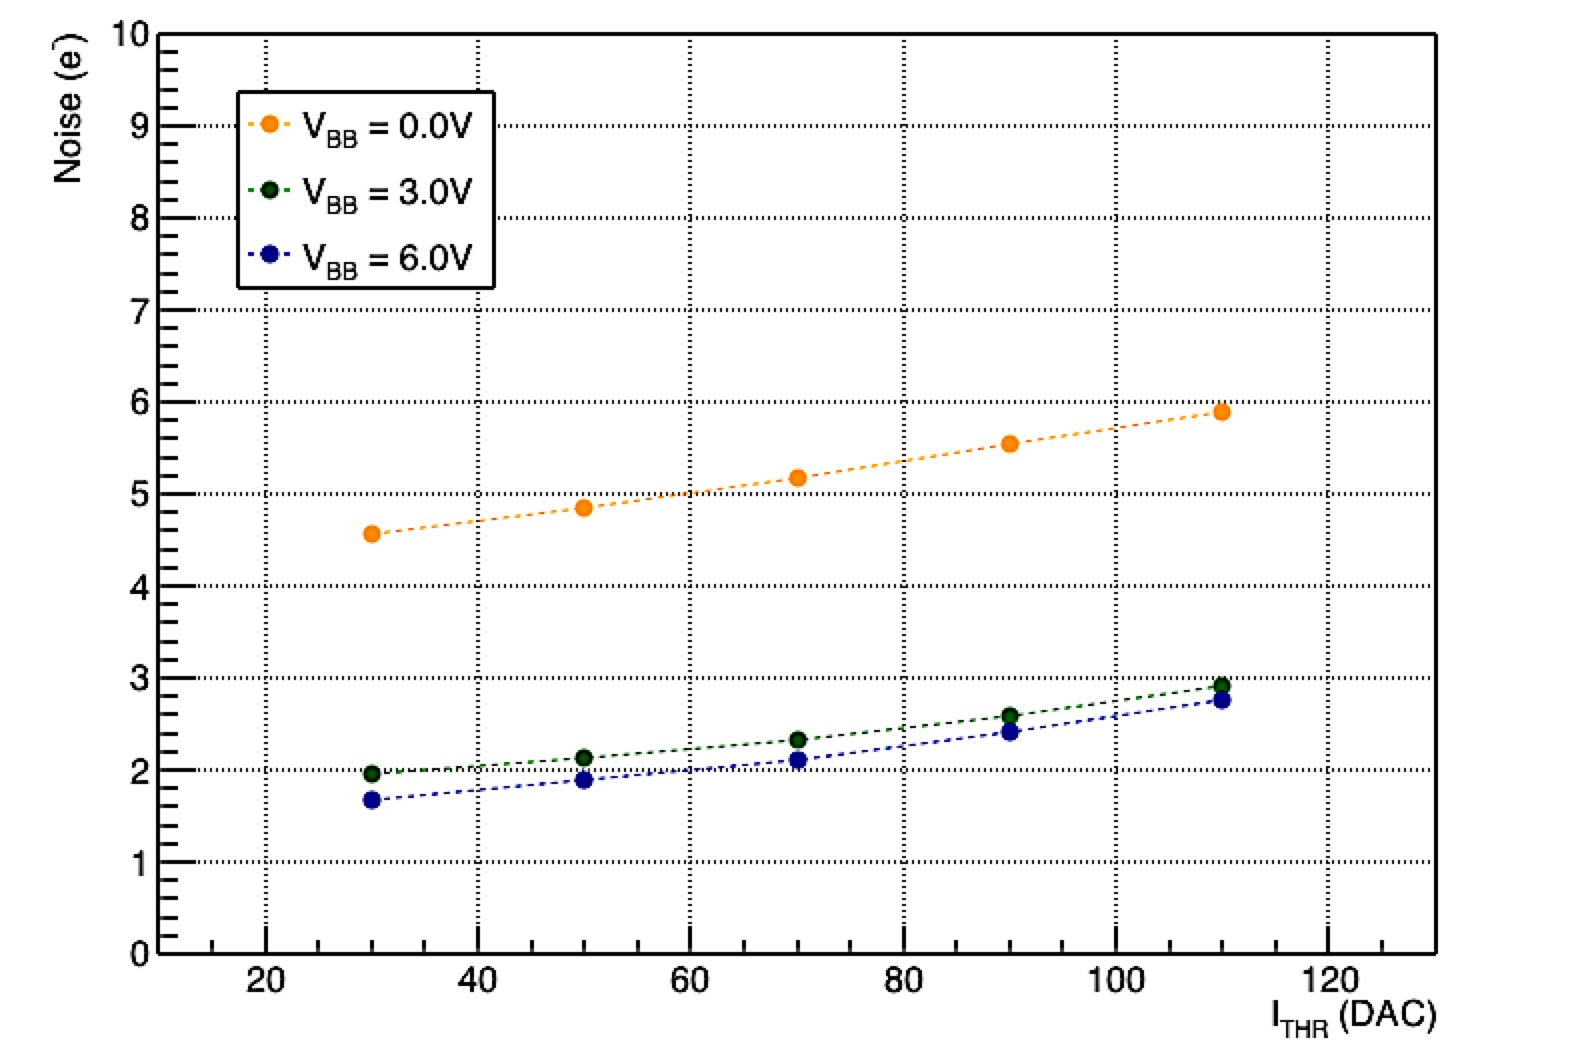 Noise (e⁻)
10
9
8
7
6
5
4
3
2
1
0
V_BB = 0.0V
V_BB = 3.0V
V_BB = 6.0V
20 40 60 80 100 120
I_THR (DAC)